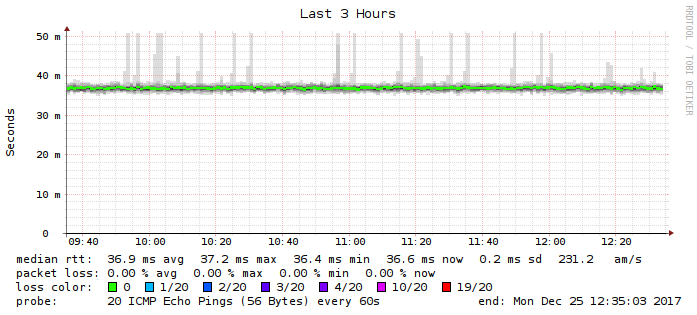 Last 3 Hours
RRDTOOL / TOBI OETIKER
Seconds
50 m
40 m
30 m
20 m
10 m
0
09:40 10:00 10:20 10:40 11:00 11:20 11:40 12:00 12:20
median rtt: 36.9 ms avg 37.2 ms max 36.4 ms min 36.6 ms now 0.2 ms sd 231.2 am/s
packet loss: 0.00 % avg 0.00 % max 0.00 % min 0.00 % now
loss color: 0 1/20 2/20 3/20 4/20 10/20 19/20
probe: 20 ICMP Echo Pings (56 Bytes) every 60s end: Mon Dec 25 12:35:03 2017